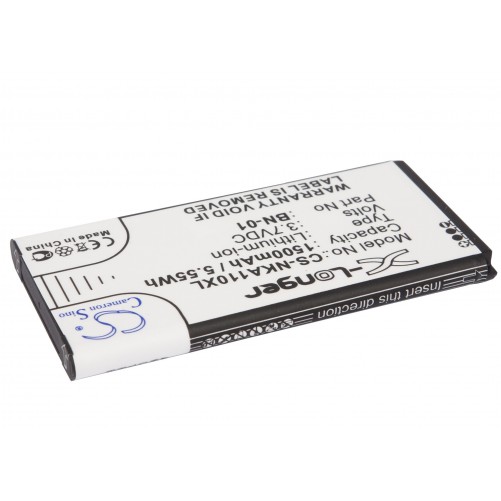 X-Longer
Model No. CS-NKA1110XL
Capacity 1500mAh / 5.55Wh
Type Lithium-ion
Volts 3.7VDC
Part No. BN-01
WARRANTY VOID IF
LABEL IS REMOVED
Insert this direction
CS
Cameron Sino
Made in China